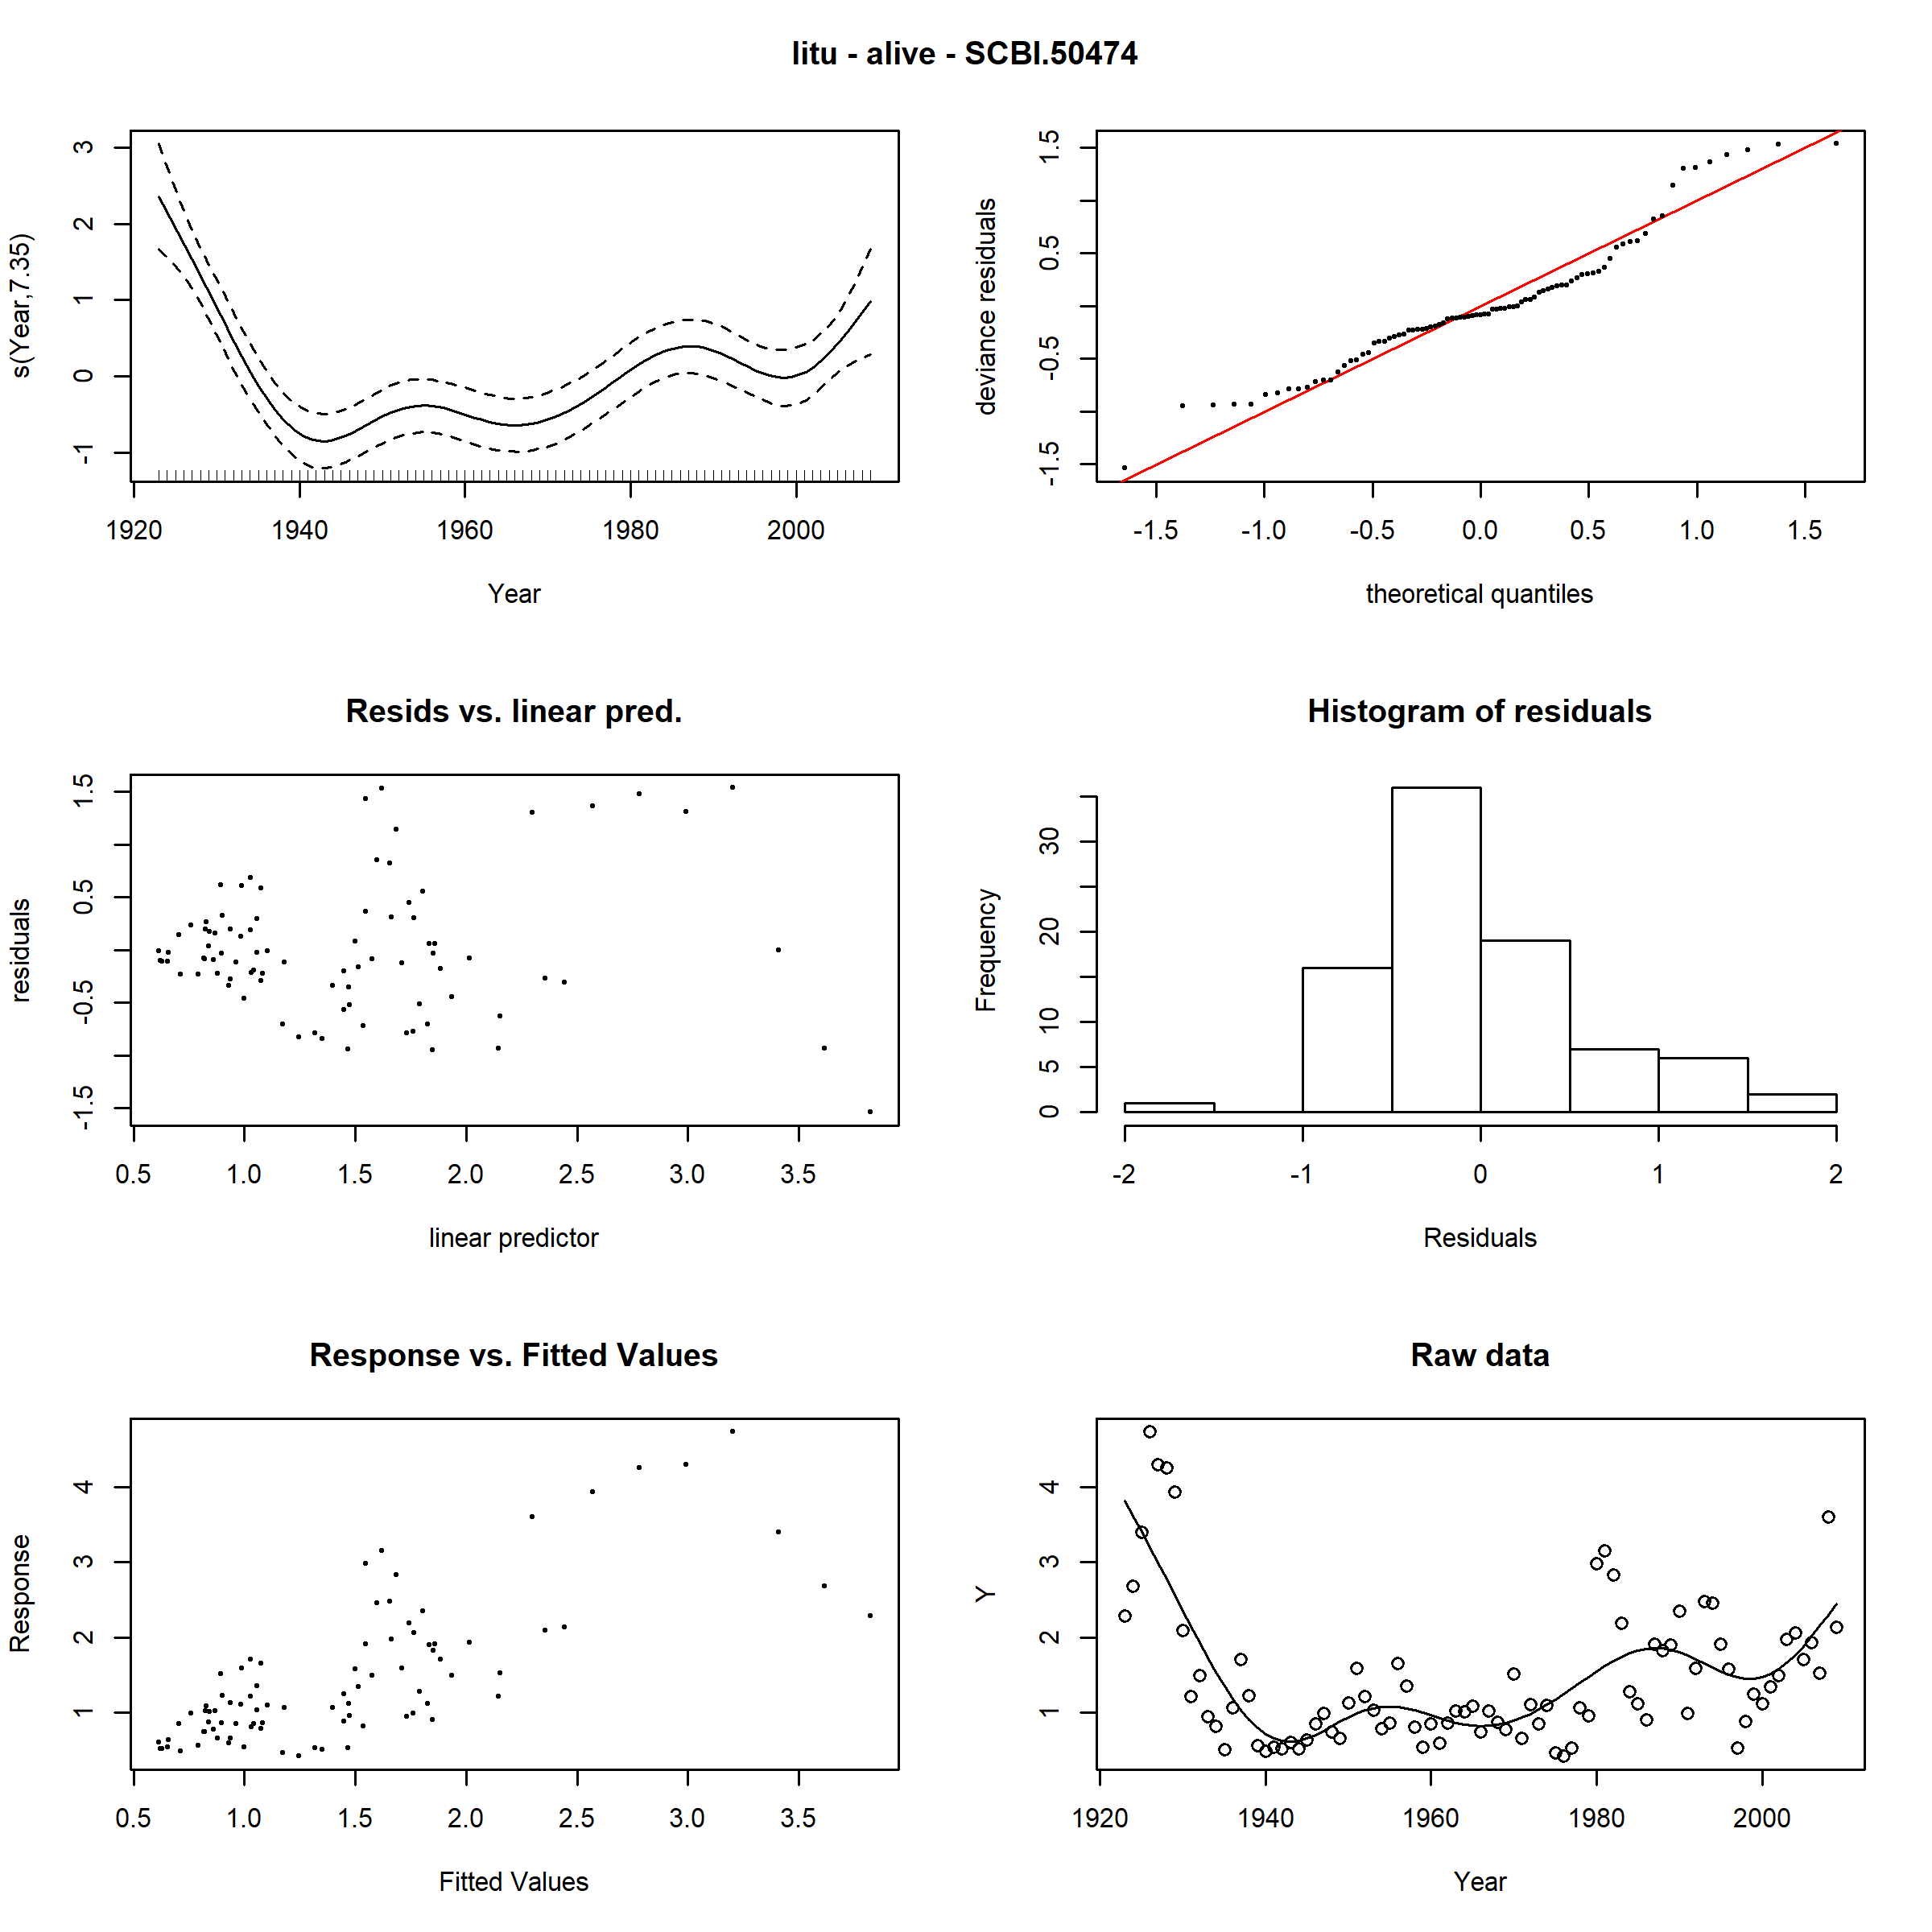 litu - alive - SCBI.50474
s(Year,7.35)
3
2
1
0
-1
1920 1940 1960 1980 2000
Year
deviance residuals
1.5
0.5
-0.5
-1.5
-1.5 -1.0 -0.5 0.0 0.5 1.0 1.5
theoretical quantiles
Resids vs. linear pred.
residuals
1.5
0.5
-0.5
-1.5
0.5 1.0 1.5 2.0 2.5 3.0 3.5
linear predictor
Histogram of residuals
Frequency
30
20
10
5
0
-2 -1 0 1 2
Residuals
Response vs. Fitted Values
Response
4
3
2
1
0.5 1.0 1.5 2.0 2.5 3.0 3.5
Fitted Values
Raw data
Y
4
3
2
1
1920 1940 1960 1980 2000
Year